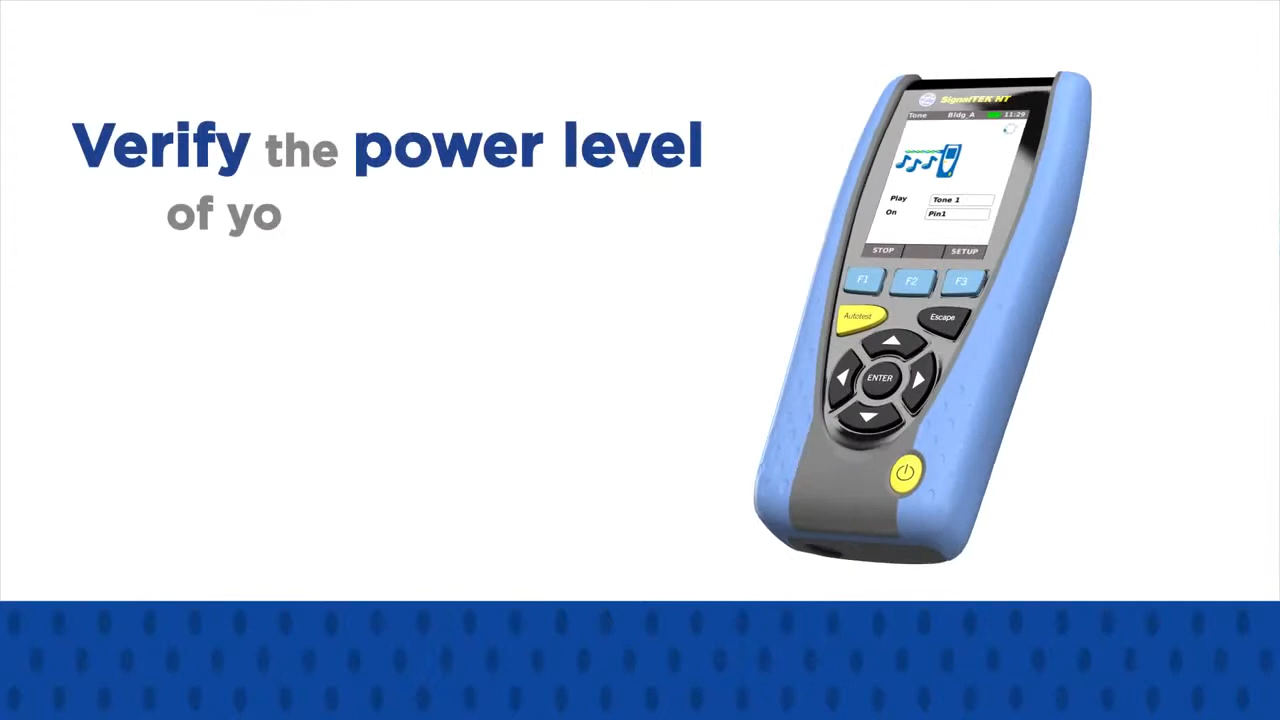 Verify the power level
of yo
SignalTEK NT
Tone Bldg_A 11:29
Play Tone 1
On Pin1
STOP SETUP
F1 F2 F3
Autotest Escape
ENTER